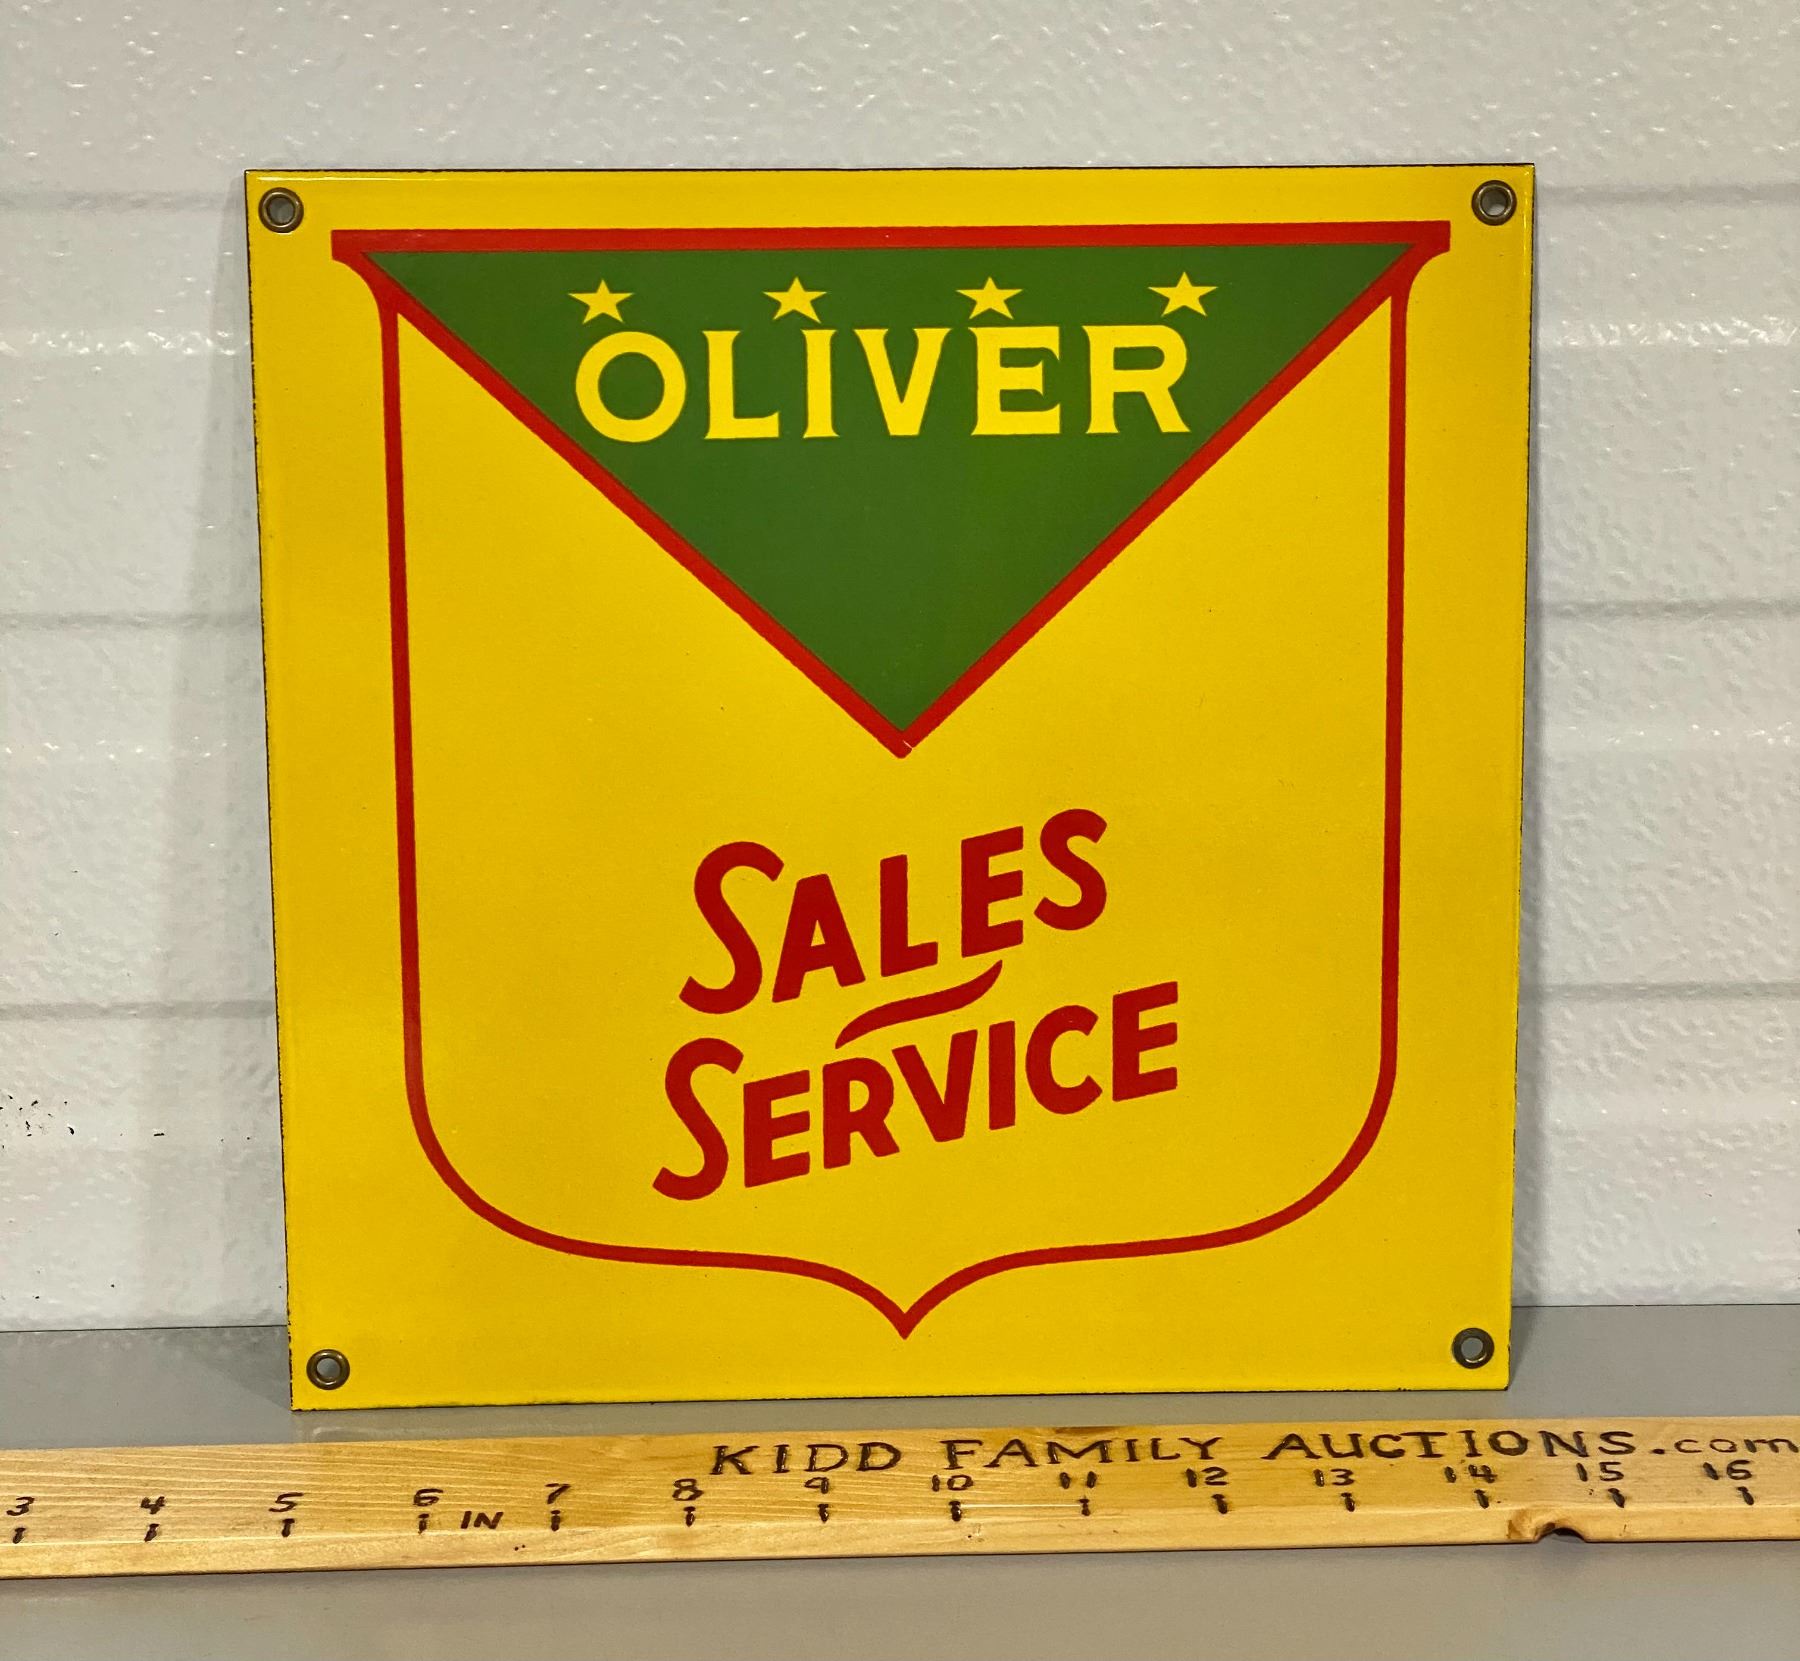 OLIVER
SALES
SERVICE
KIDD FAMILY AUCTIONS.com
3 4 5 6 IN 7 8 9 10 11 12 13 14 15 16